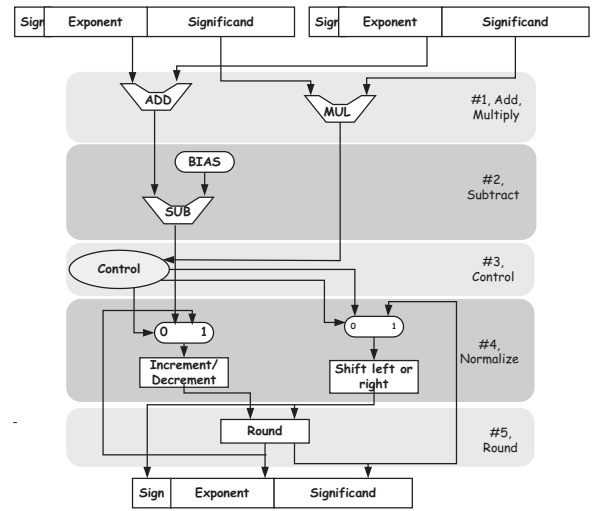 Sign Exponent Significand Sign Exponent Significand
ADD
MUL
#1, Add,
Multiply
BIAS
SUB
#2,
Subtract
Control
#3,
Control
0 1
0 1
Increment/
Decrement
Shift left or
right
#4,
Normalize
Round
#5,
Round
-
Sign Exponent Significand